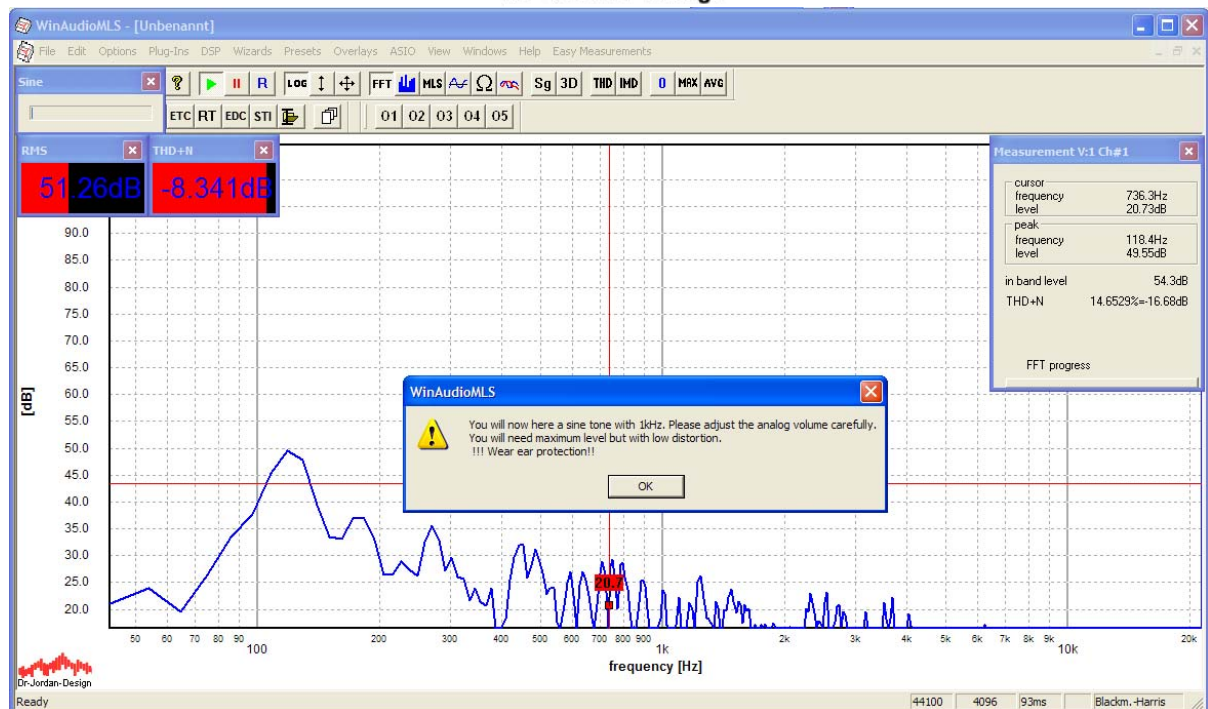 WinAudioMLS - [Unbenannt]
File Edit Options Plug-Ins DSP Wizards Presets Overlays ASIO View Windows Help Easy Measurements
Sine
? R LOG FFT MLS Ω Sg 3D THD IMD 0 MAX AVG
ETC RT EDC STI 01 02 03 04 05
RMS
51.26dB
THD+N
-8.341dB
Measurement V:1 Ch#1
cursor
frequency 736.3Hz
level 20.73dB
peak
frequency 118.4Hz
level 49.55dB
in band level 54.3dB
THD+N 14.6529%=-16.68dB
FFT progress
90.0
85.0
80.0
75.0
70.0
65.0
60.0
55.0
50.0
45.0
40.0
35.0
30.0
25.0
20.0
[dB]
WinAudioMLS
You will now here a sine tone with 1kHz. Please adjust the analog volume carefully.
You will need maximum level but with low distortion.
!!! Wear ear protection!!
OK
20.7
50 60 70 80 90 100 200 300 400 500 600 700 800 900 1K 2k 3k 4k 5k 6k 7k 8k 9k 10k 20k
frequency [Hz]
Dr-Jordan-Design
Ready 44100 4096 93ms Blackm.-Harris